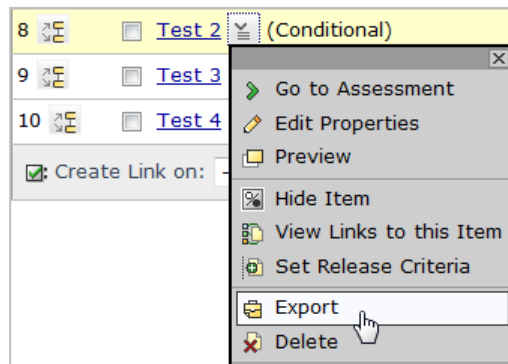 8 Test 2 (Conditional)
9 Test 3
10 Test 4
: Create Link on: -
Go to Assessment
Edit Properties
Preview
Hide Item
View Links to this Item
Set Release Criteria
Export
Delete